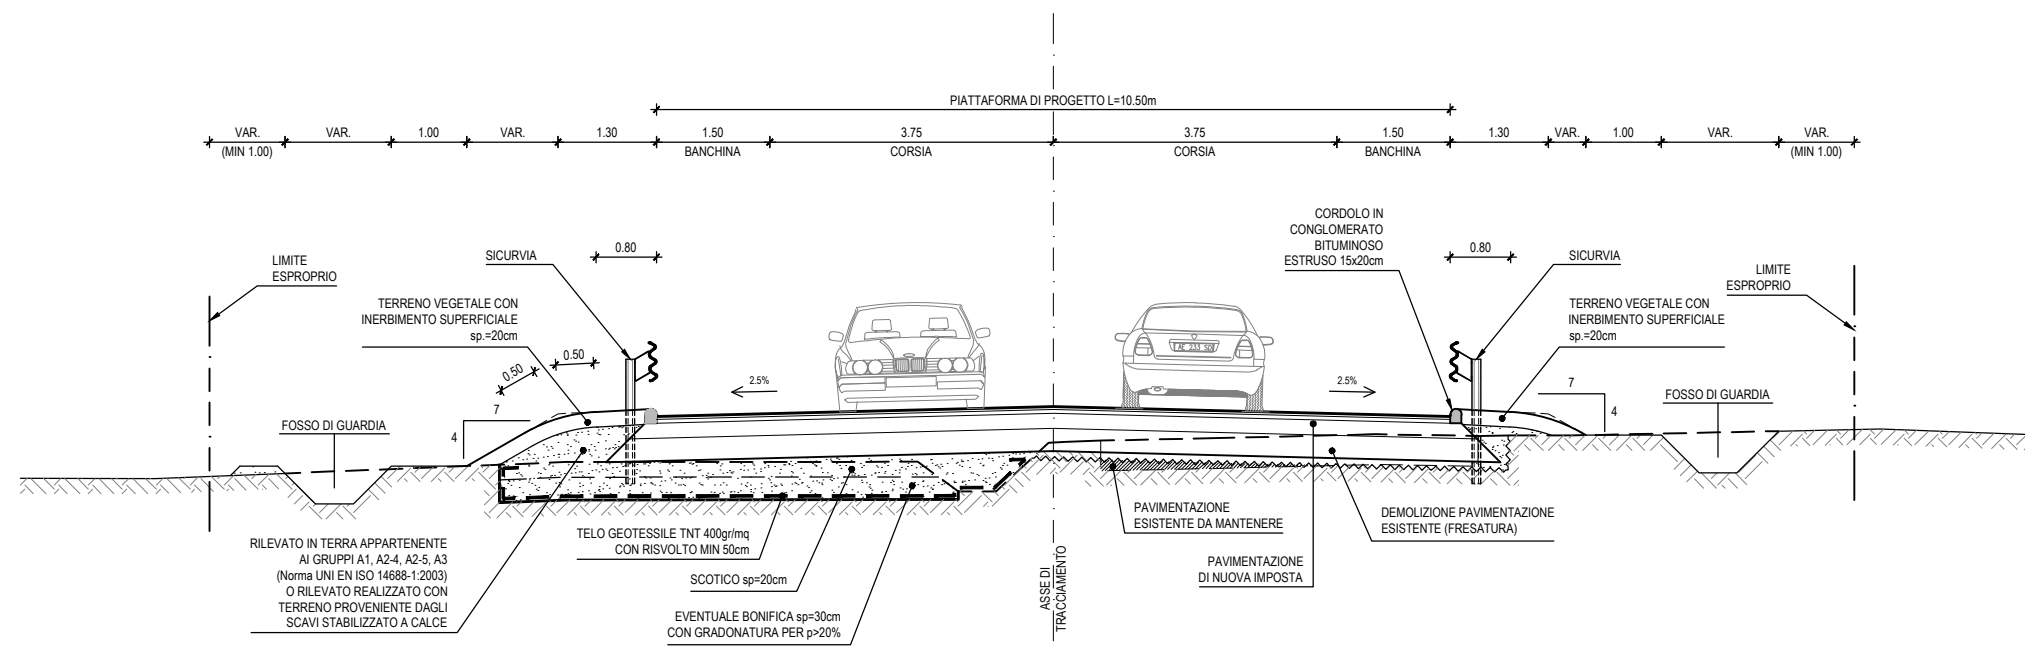 PIATTAFORMA DI PROGETTO L=10.50m
VAR. VAR. 1.00 VAR. 1.30 1.50 3.75 3.75 1.50 1.30 VAR. 1.00 VAR. VAR.
(MIN 1.00) BANCHINA CORSIA CORSIA BANCHINA (MIN 1.00)
CORDOLO IN
CONGLOMERATO
BITUMINOSO
ESTRUSO 15x20cm
0.80
0.80
SICURVIA
SICURVIA
LIMITE
ESPROPRIO
LIMITE
ESPROPRIO
TERRENO VEGETALE CON
INERBIMENTO SUPERFICIALE
sp.=20cm
TERRENO VEGETALE CON
INERBIMENTO SUPERFICIALE
sp.=20cm
0.50
0.50
2.5%
2.5%
AE 233 SD
7
4
7
4
FOSSO DI GUARDIA
FOSSO DI GUARDIA
RILEVATO IN TERRA APPARTENENTE
AI GRUPPI A1, A2-4, A2-5, A3
(Norma UNI EN ISO 14688-1:2003)
O RILEVATO REALIZZATO CON
TERRENO PROVENIENTE DAGLI
SCAVI STABILIZZATO A CALCE
TELO GEOTESSILE TNT 400gr/mq
CON RISVOLTO MIN 50cm
SCOTICO sp=20cm
EVENTUALE BONIFICA sp=30cm
CON GRADONATURA PER p>20%
ASSE DI
TRACCIAMENTO
PAVIMENTAZIONE
ESISTENTE DA MANTENERE
PAVIMENTAZIONE
DI NUOVA IMPOSTA
DEMOLIZIONE PAVIMENTAZIONE
ESISTENTE (FRESATURA)